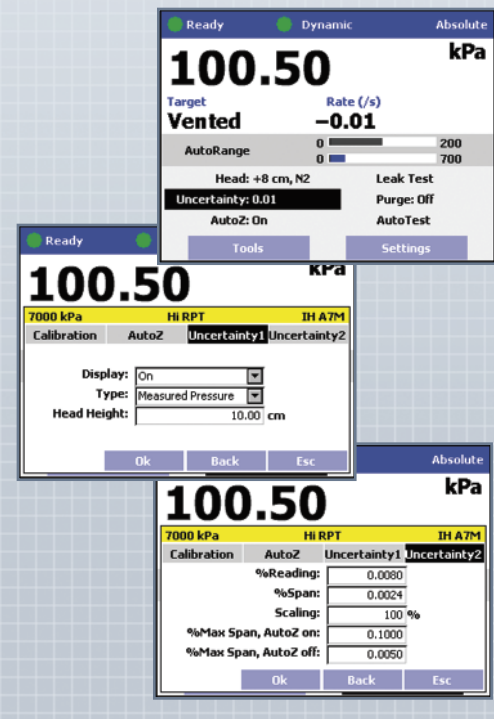 Ready Dynamic Absolute
100.50 kPa
Target Rate (/s)
Vented -0.01
AutoRange 0 200
0 700
Head: +8 cm, N2 Leak Test
Uncertainty: 0.01 Purge: Off
AutoZ: On AutoTest
Tools Settings
Ready
100.50 kPa
7000 kPa Hi RPT IH A7M
Calibration AutoZ Uncertainty1 Uncertainty2
Display: On
Type: Measured Pressure
Head Height: 10.00 cm
Ok Back Esc
Absolute
100.50 kPa
7000 kPa Hi RPT IH A7M
Calibration AutoZ Uncertainty1 Uncertainty2
%Reading: 0.0080
%Span: 0.0024
Scaling: 100 %
%Max Span, AutoZ on: 0.1000
%Max Span, AutoZ off: 0.0050
Ok Back Esc